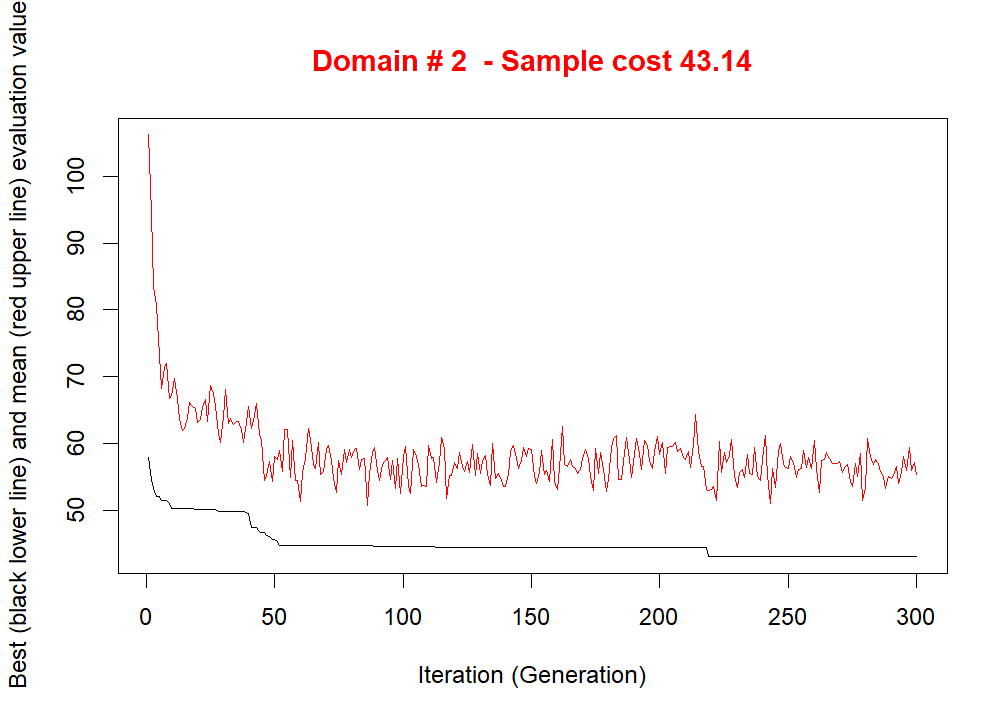 Domain # 2  - Sample cost 43.14
Best (black lower line) and mean (red upper line) evaluation value
100
90
80
70
60
50
0 50 100 150 200 250 300
Iteration (Generation)